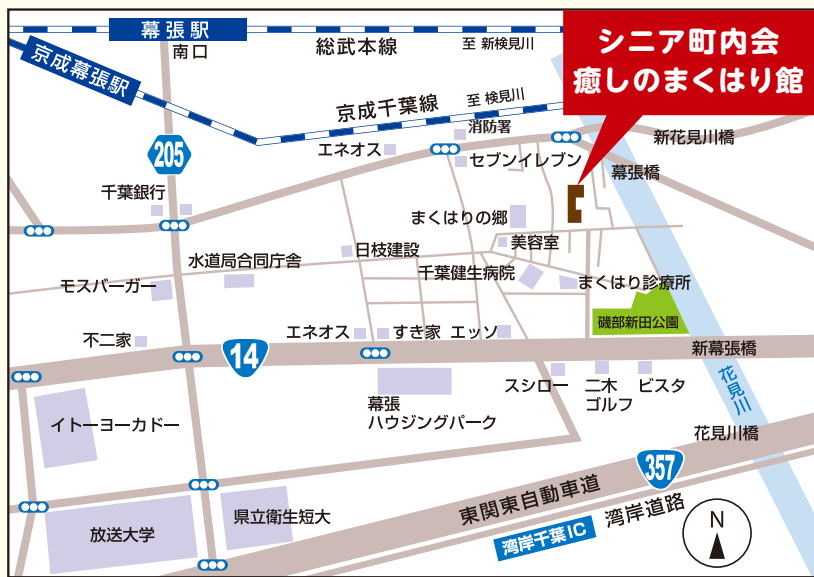 幕張駅
南口
総武本線
至 新検見川
シニア町内会
癒しのまくはり館
京成幕張駅
京成千葉線
至 検見川
消防署
新花見川橋
205
エネオス
セブンイレブン
幕張橋
千葉銀行
まくはりの郷
美容室
日枝建設
水道局合同庁舎
千葉健生病院
まくはり診療所
モスバーガー
磯部新田公園
不二家
エネオス
すき家
エッソ
14
新幕張橋
スシロー
二木
ゴルフ
ビスタ
花見川
幕張
ハウジングパーク
イトーヨーカドー
花見川橋
357
東関東自動車道
湾岸道路
県立衛生短大
放送大学
湾岸千葉IC
N